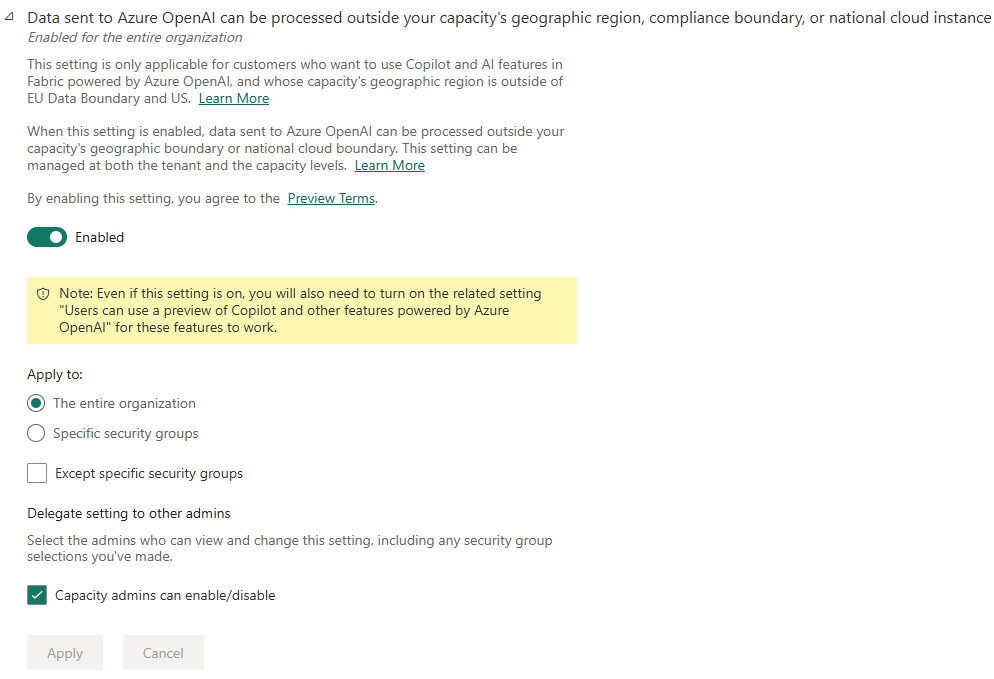 Data sent to Azure OpenAI can be processed outside your capacity's geographic region, compliance boundary, or national cloud instance
Enabled for the entire organization
This setting is only applicable for customers who want to use Copilot and AI features in
Fabric powered by Azure OpenAI, and whose capacity's geographic region is outside of
EU Data Boundary and US. Learn More
When this setting is enabled, data sent to Azure OpenAI can be processed outside your
capacity's geographic boundary or national cloud boundary. This setting can be
managed at both the tenant and the capacity levels. Learn More
By enabling this setting, you agree to the Preview Terms.
Enabled
Note: Even if this setting is on, you will also need to turn on the related setting
"Users can use a preview of Copilot and other features powered by Azure
OpenAI" for these features to work.
Apply to:
The entire organization
Specific security groups
Except specific security groups
Delegate setting to other admins
Select the admins who can view and change this setting, including any security group
selections you've made.
Capacity admins can enable/disable
Apply Cancel